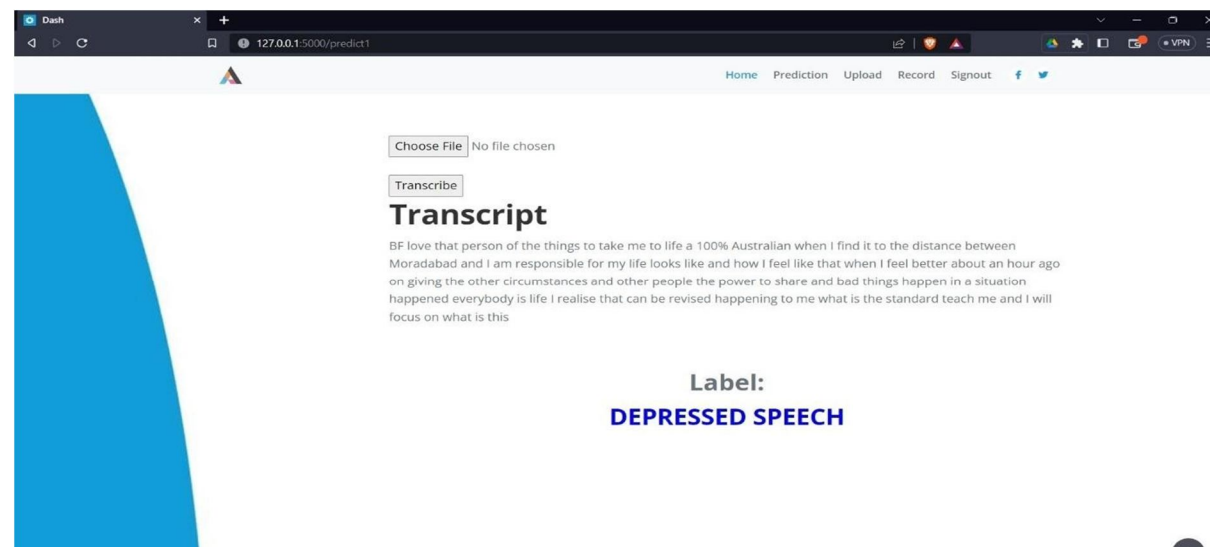 Dash
127.0.0.1:5000/predict1
VPN
Home Prediction Upload Record Signout
Choose File No file chosen
Transcribe
Transcript
BF love that person of the things to take me to life a 100% Australian when I find it to the distance between
Moradabad and I am responsible for my life looks like and how I feel like that when I feel better about an hour ago
on giving the other circumstances and other people the power to share and bad things happen in a situation
happened everybody is life I realise that can be revised happening to me what is the standard teach me and I will
focus on what is this
Label:
DEPRESSED SPEECH